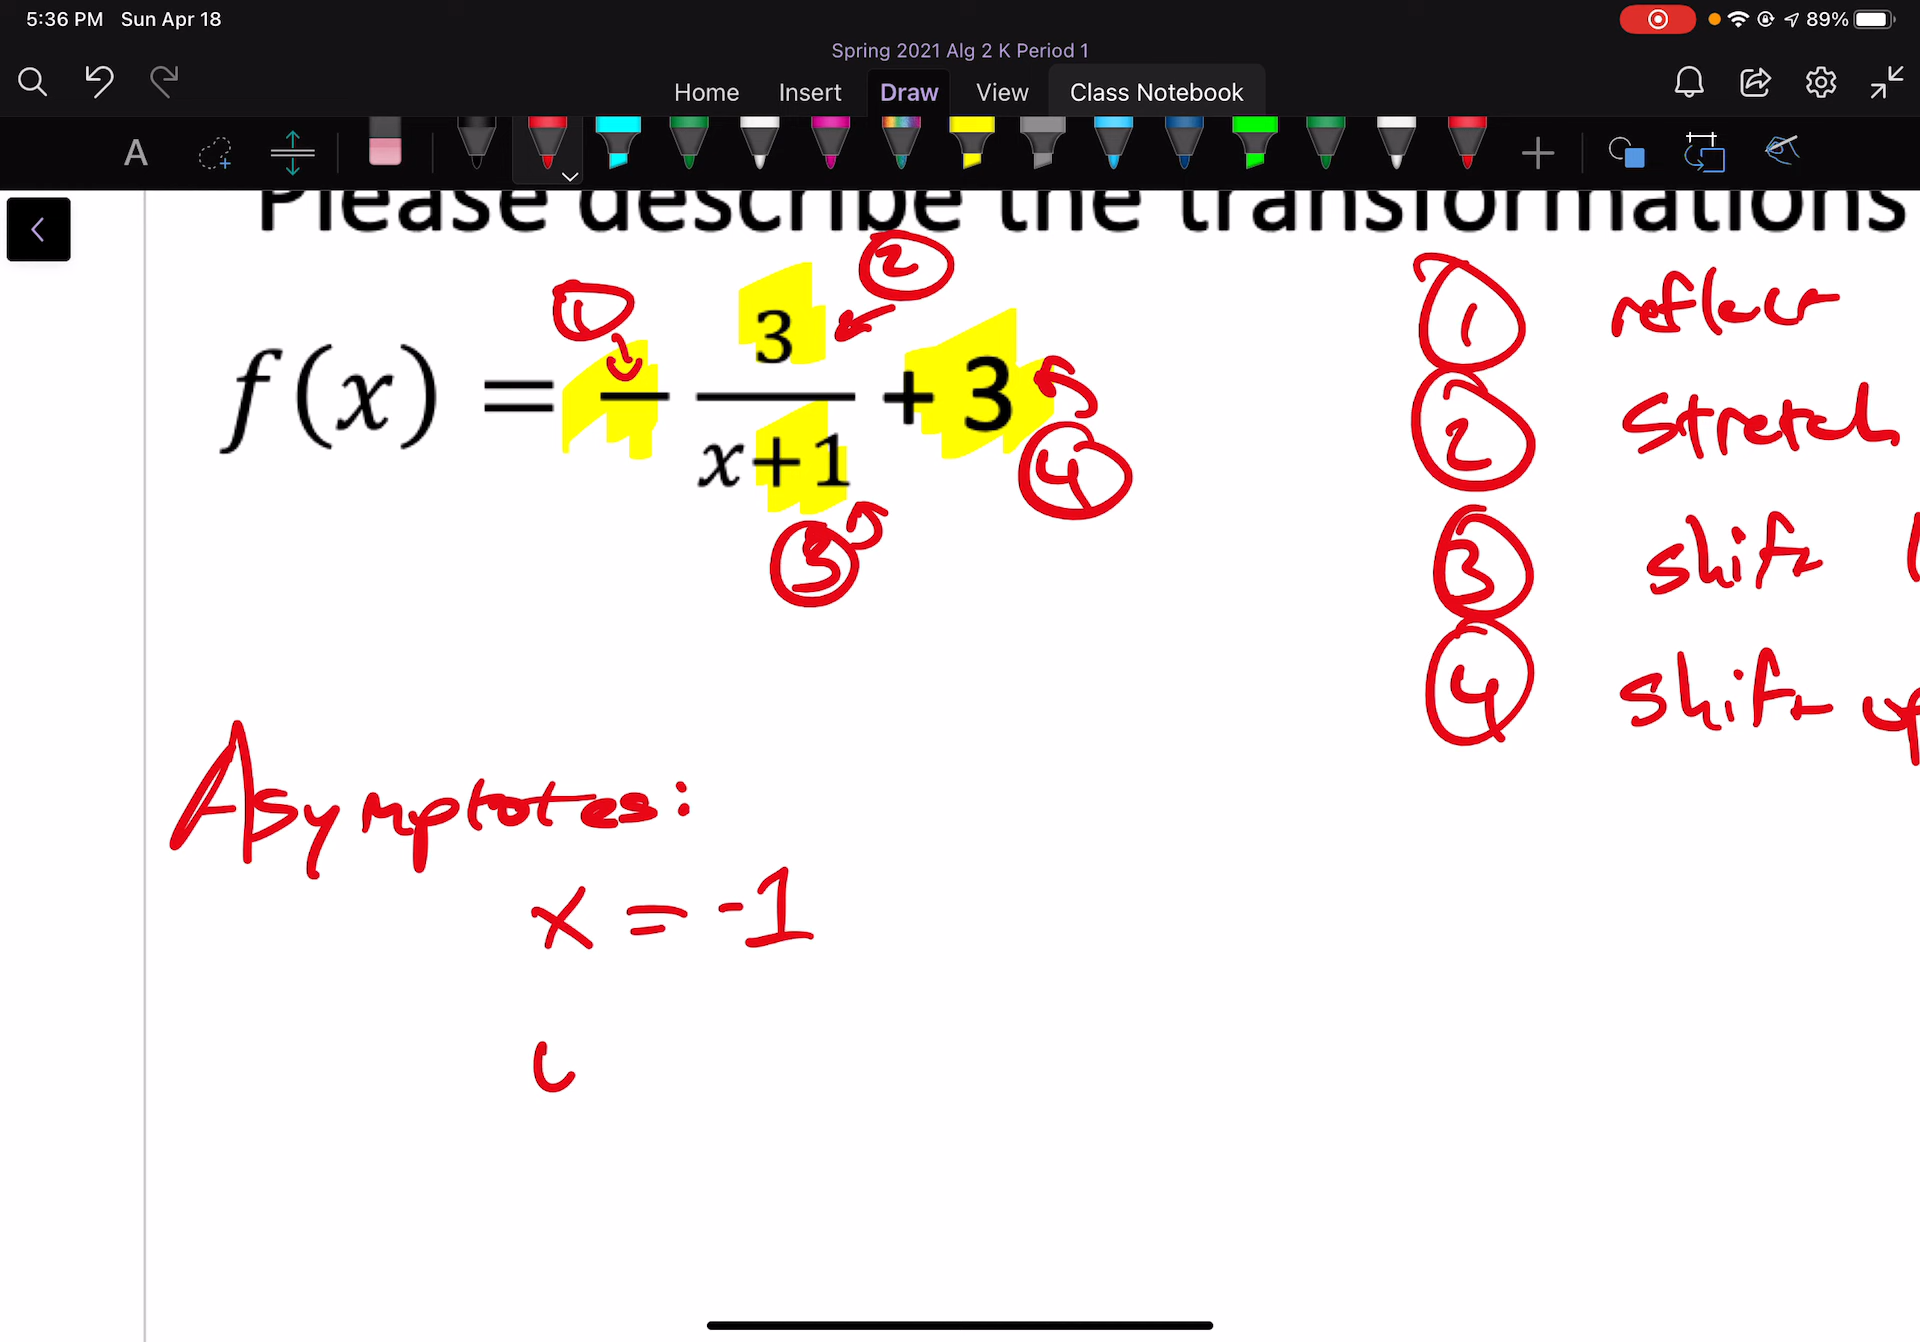 5:36 PM Sun Apr 18
89%
Spring 2021 Alg 2 K Period 1
Home Insert Draw View Class Notebook
A
Please describe the transformations
f(x) = − 3/(x+1) + 3
1
2
3
4
1 reflect
2 stretch
3 shift
4 shift up
Asymptotes:
x = -1